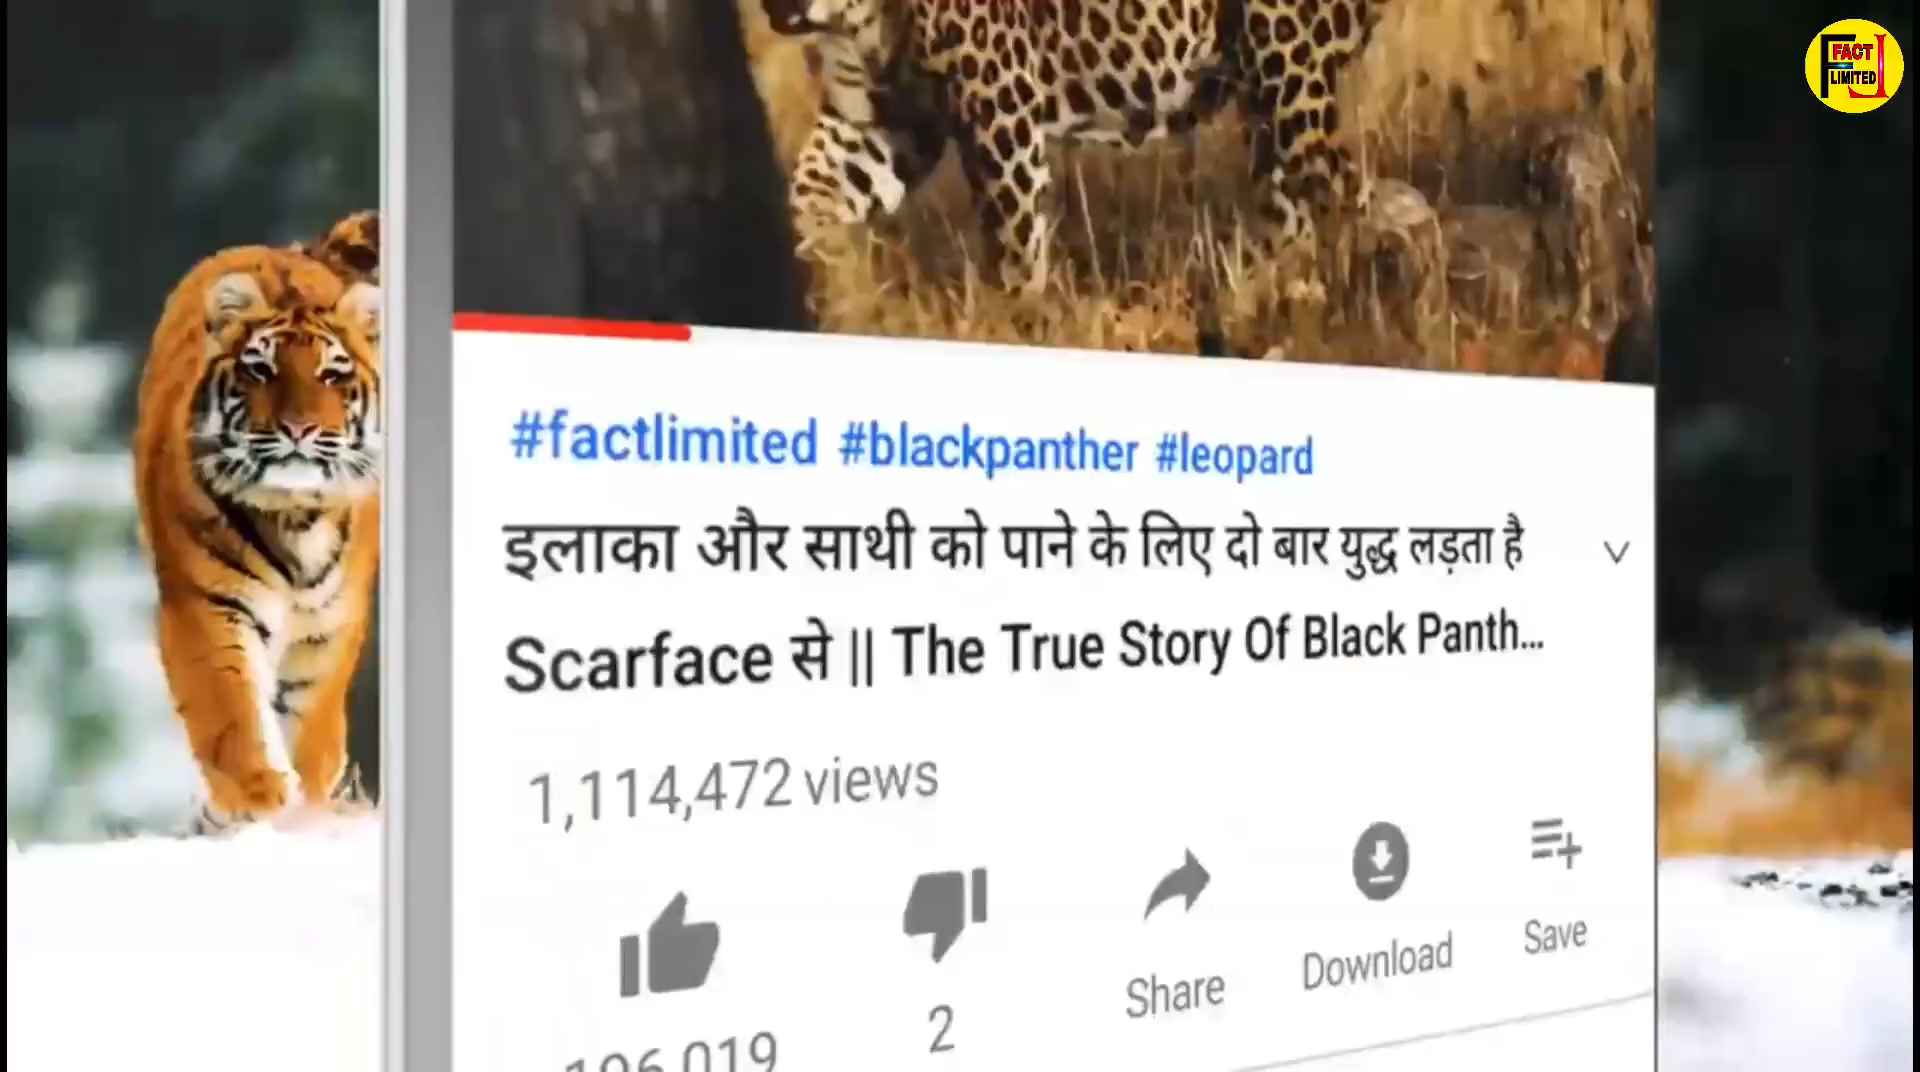 FACT
LIMITED
#factlimited #blackpanther #leopard
इलाका और साथी को पाने के लिए दो बार युद्ध लड़ता है
Scarface से || The True Story Of Black Panth...
1,114,472 views
2
Share
Download
Save